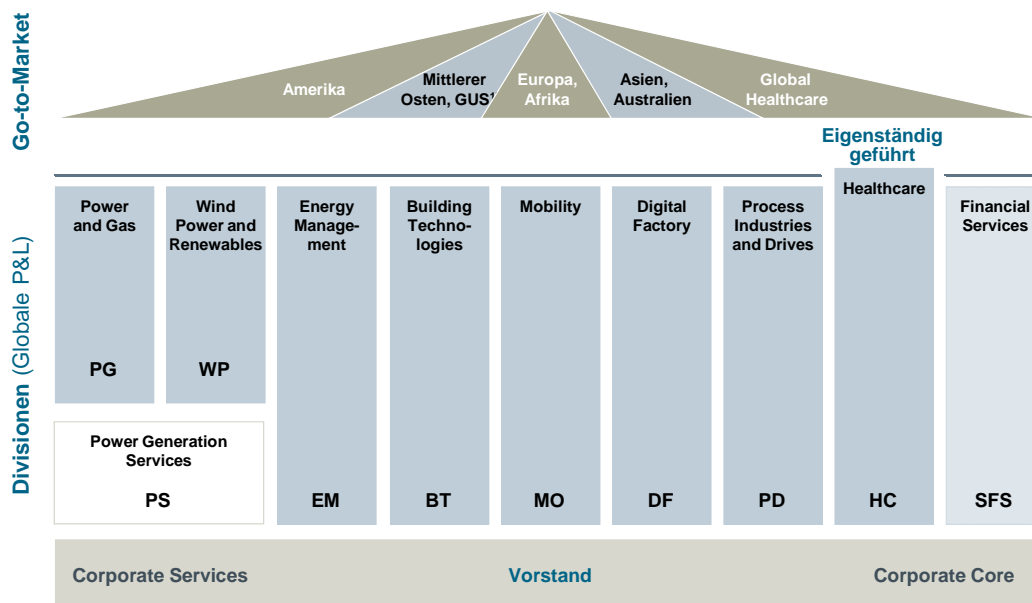 Go-to-Market
Amerika
Mittlerer
Osten, GUS¹
Europa,
Afrika
Asien,
Australien
Global
Healthcare
Eigenständig
geführt
Divisionen (Globale P&L)
Power
and Gas
PG
Wind
Power and
Renewables
WP
Power Generation
Services
PS
Energy
Manage-
ment
EM
Building
Techno-
logies
BT
Mobility
MO
Digital
Factory
DF
Process
Industries
and Drives
PD
Healthcare
HC
Financial
Services
SFS
Corporate Services
Vorstand
Corporate Core